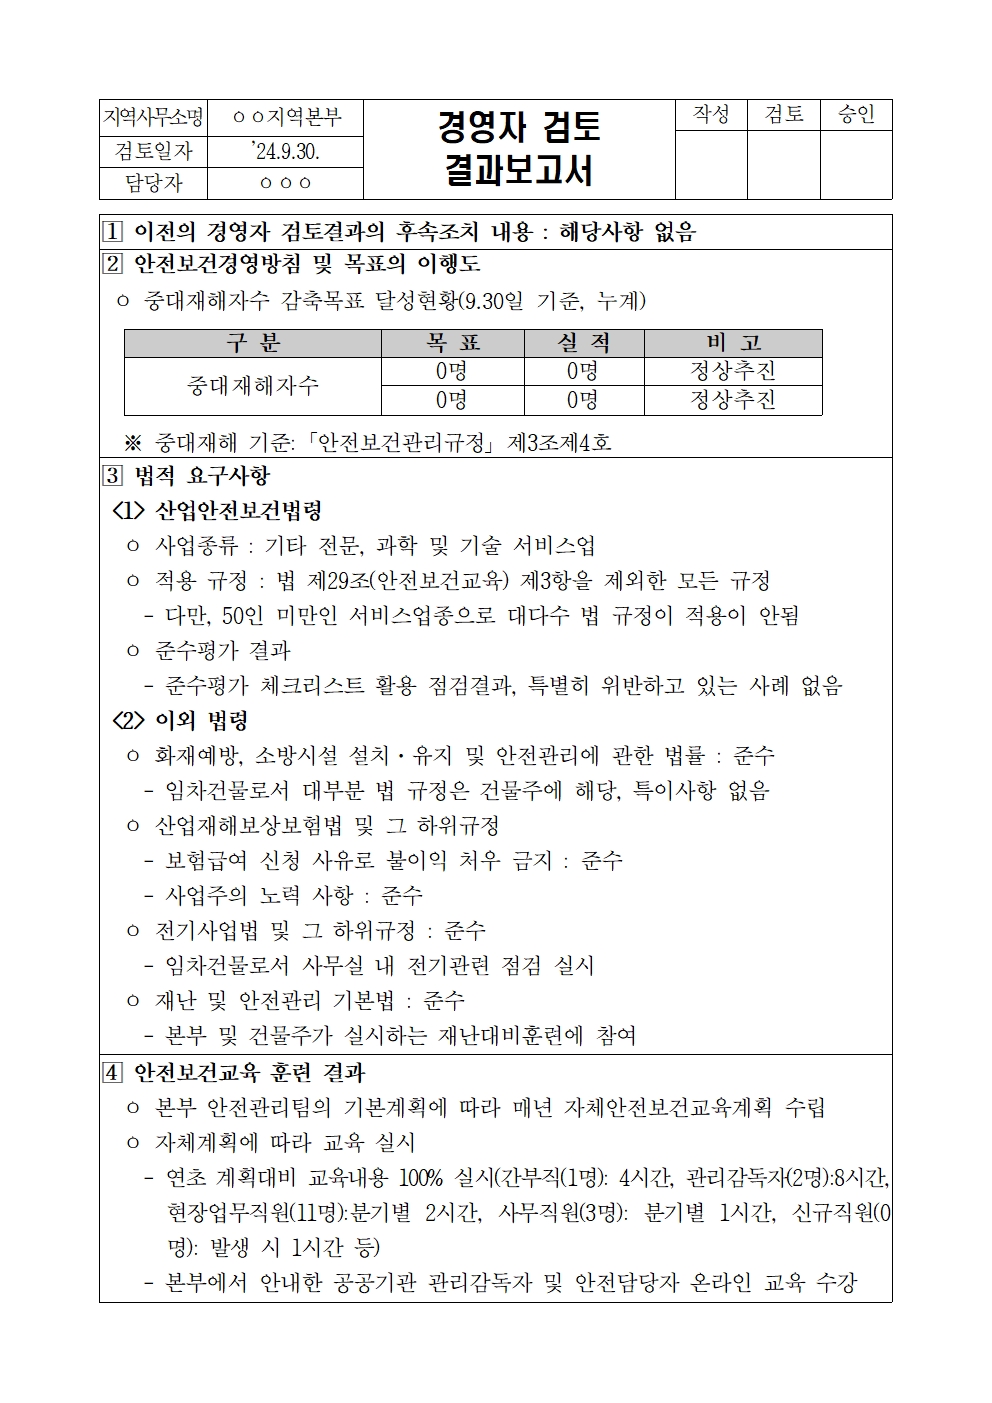 지역사무소명 ㅇㅇ지역본부 경영자 검토 결과보고서 작성 검토 승인
검토일자 '24.9.30.
담당자 ㅇㅇㅇ
1 이전의 경영자 검토결과의 후속조치 내용 : 해당사항 없음
2 안전보건경영방침 및 목표의 이행도
ㅇ 중대재해자수 감축목표 달성현황(9.30일 기준, 누계)
구 분 목 표 실 적 비 고
중대재해자수 0명 0명 정상추진
0명 0명 정상추진
※ 중대재해 기준:「안전보건관리규정」제3조제4호
3 법적 요구사항
<1> 산업안전보건법령
ㅇ 사업종류 : 기타 전문, 과학 및 기술 서비스업
ㅇ 적용 규정 : 법 제29조(안전보건교육) 제3항을 제외한 모든 규정
- 다만, 50인 미만인 서비스업종으로 대다수 법 규정이 적용이 안됨
ㅇ 준수평가 결과
- 준수평가 체크리스트 활용 점검결과, 특별히 위반하고 있는 사례 없음
<2> 이외 법령
ㅇ 화재예방, 소방시설 설치·유지 및 안전관리에 관한 법률 : 준수
- 임차건물로서 대부분 법 규정은 건물주에 해당, 특이사항 없음
ㅇ 산업재해보상보험법 및 그 하위규정
- 보험급여 신청 사유로 불이익 처우 금지 : 준수
- 사업주의 노력 사항 : 준수
ㅇ 전기사업법 및 그 하위규정 : 준수
- 임차건물로서 사무실 내 전기관련 점검 실시
ㅇ 재난 및 안전관리 기본법 : 준수
- 본부 및 건물주가 실시하는 재난대비훈련에 참여
4 안전보건교육 훈련 결과
ㅇ 본부 안전관리팀의 기본계획에 따라 매년 자체안전보건교육계획 수립
ㅇ 자체계획에 따라 교육 실시
- 연초 계획대비 교육내용 100% 실시(간부직(1명): 4시간, 관리감독자(2명):8시간,
현장업무직원(11명):분기별 2시간, 사무직원(3명): 분기별 1시간, 신규직원(0
명): 발생 시 1시간 등)
- 본부에서 안내한 공공기관 관리감독자 및 안전담당자 온라인 교육 수강